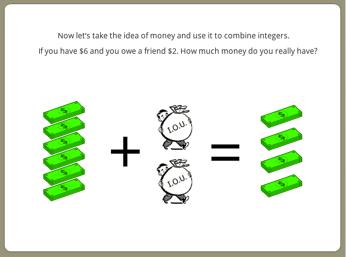 Now let's take the idea of money and use it to combine integers.
If you have $6 and you owe a friend $2. How much money do you really have?
I.O.U.
I.O.U.